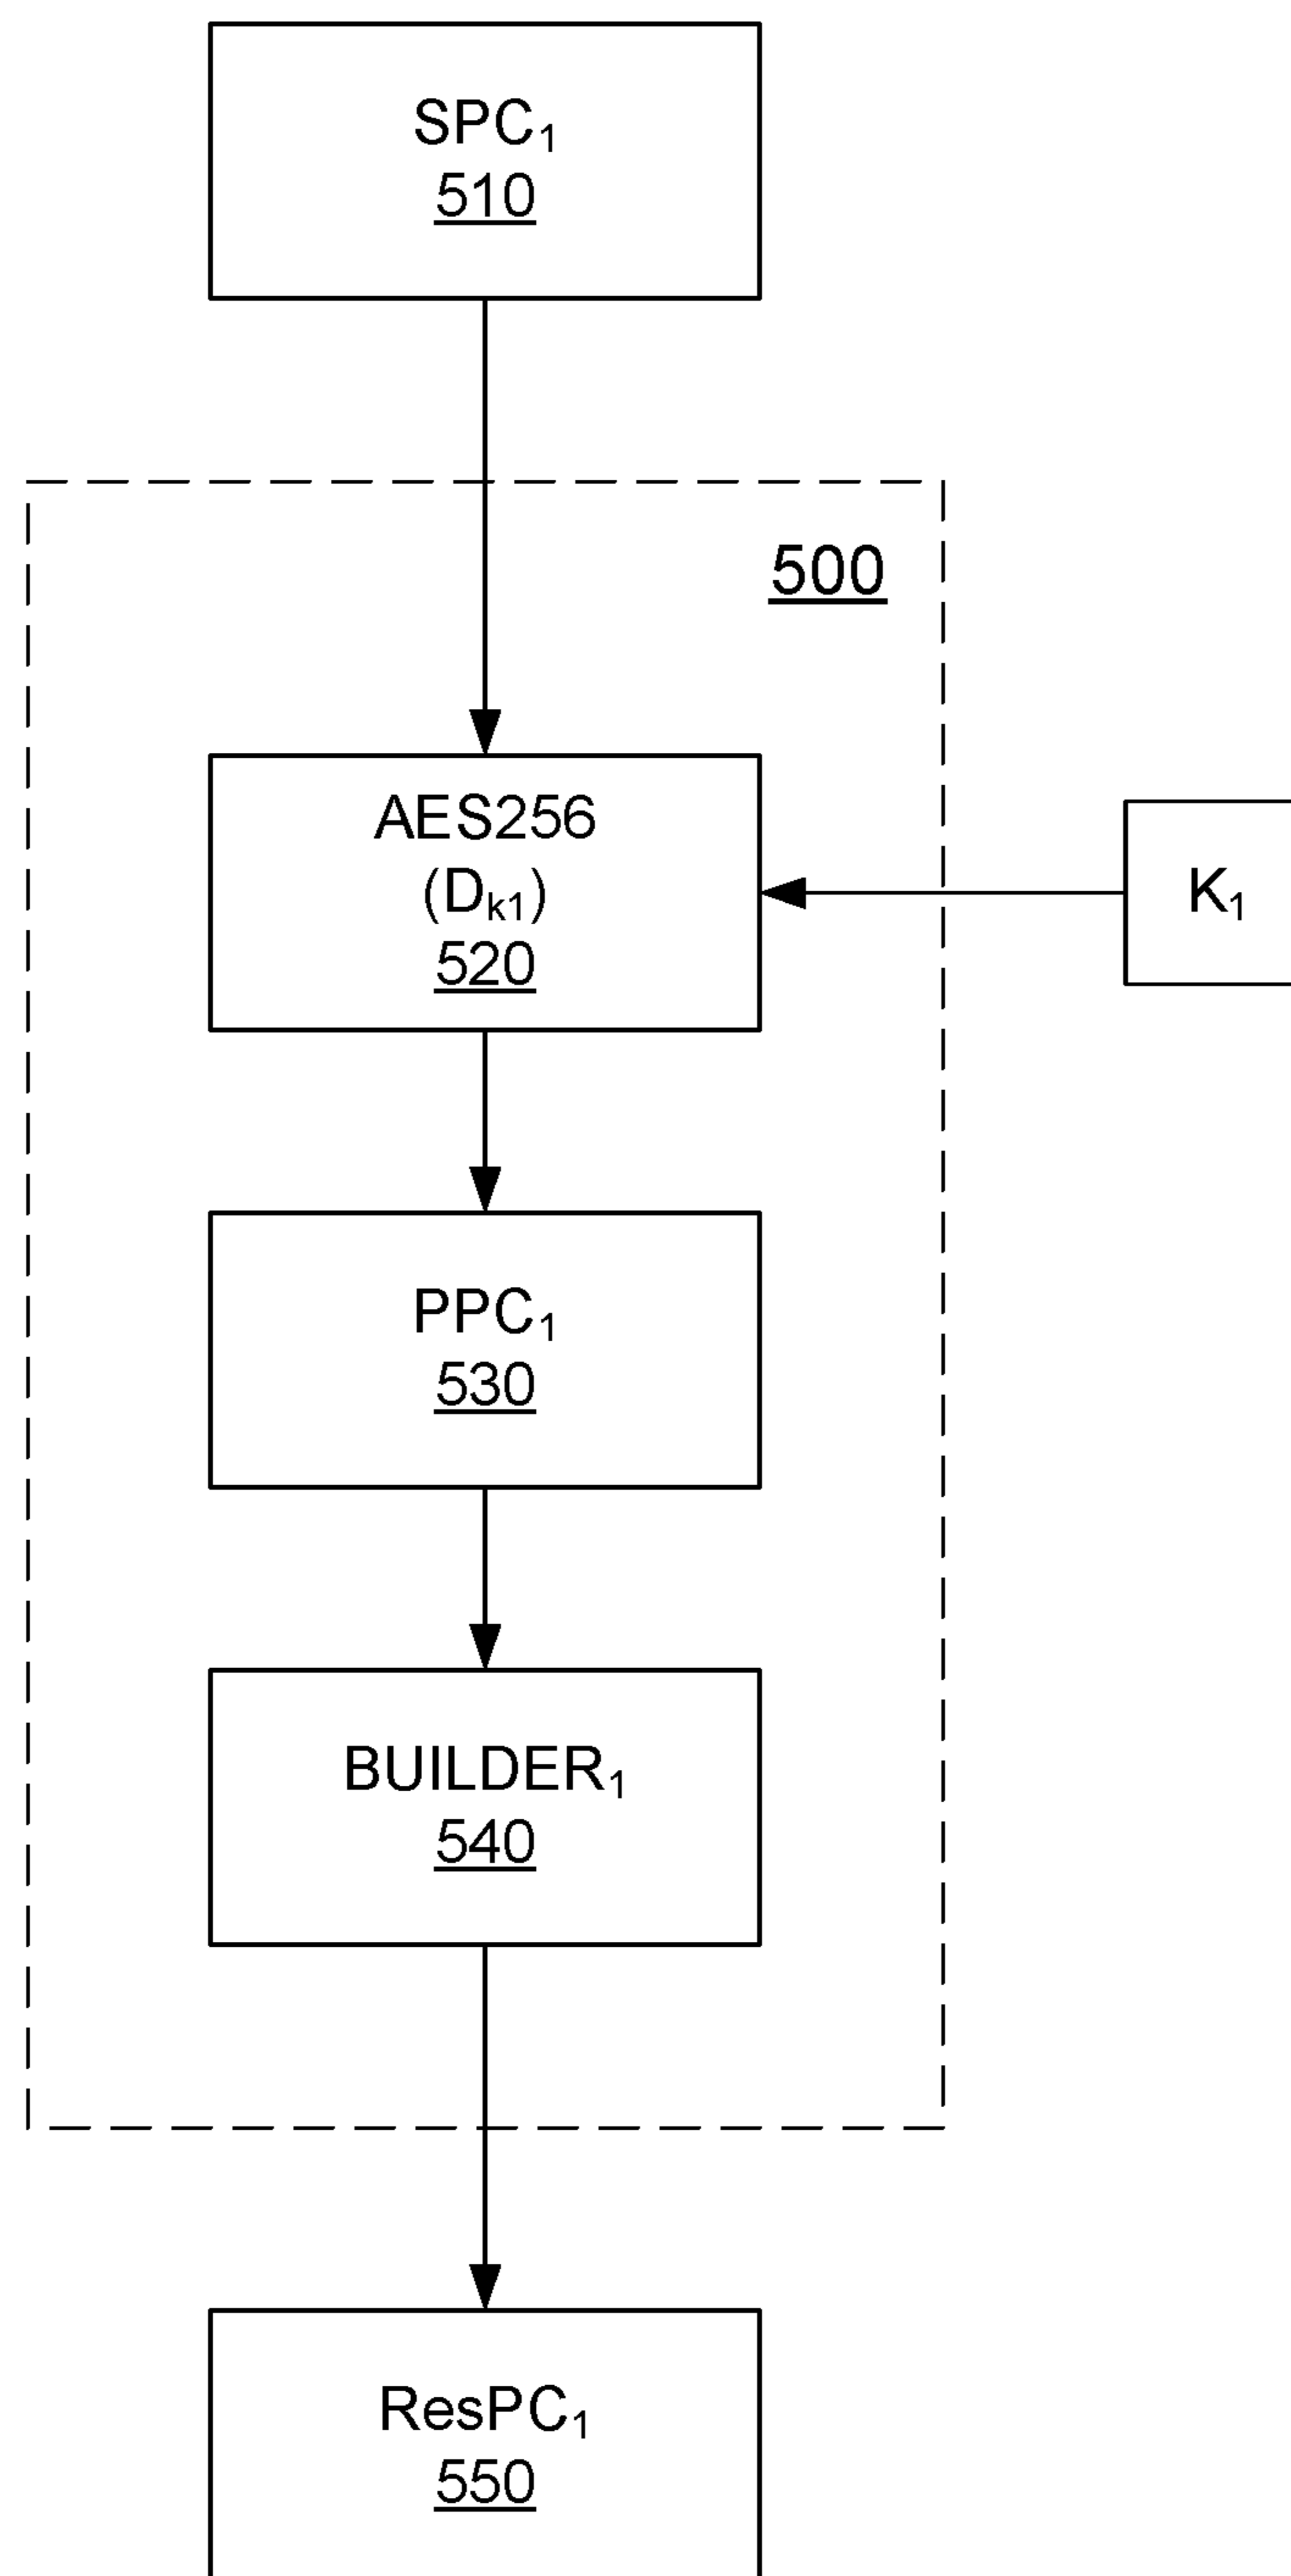 SPC₁
510
500
AES256
(Dₖ₁)
520
K₁
PPC₁
530
BUILDER₁
540
ResPC₁
550